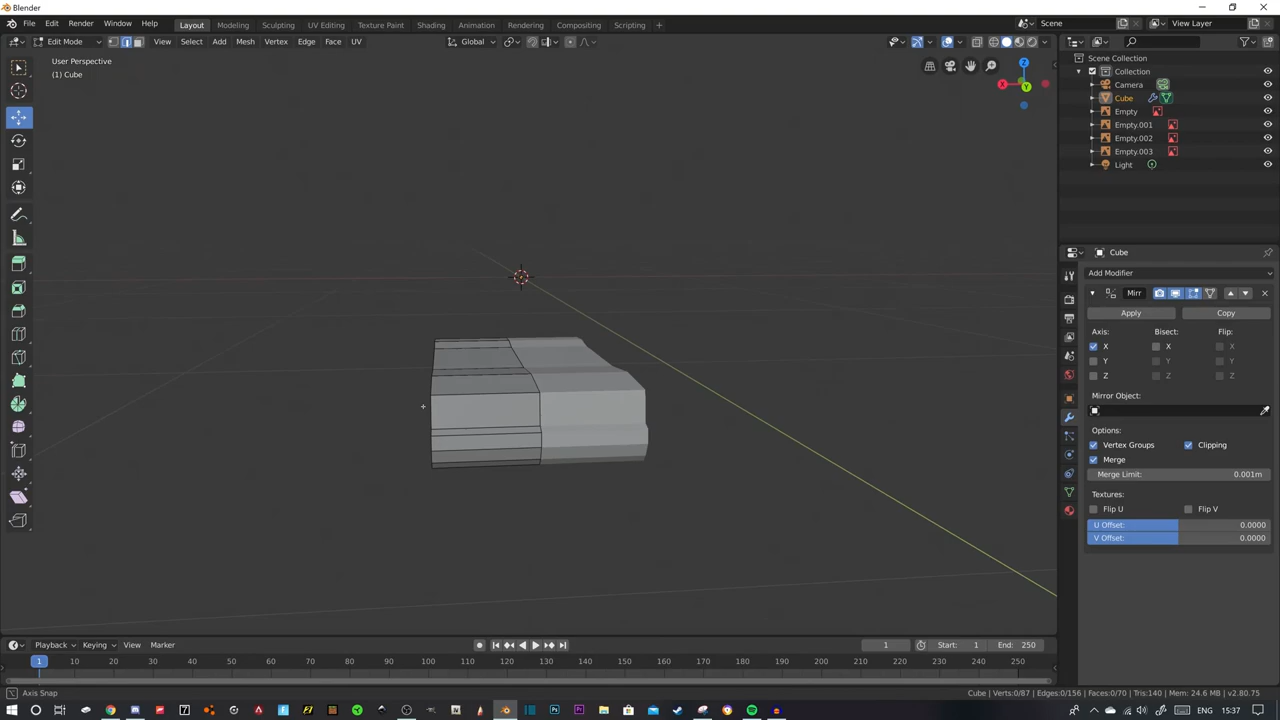 Blender
File Edit Render Window Help Layout Modeling Sculpting UV Editing Texture Paint Shading Animation Rendering Compositing Scripting + Scene View Layer
Edit Mode View Select Add Mesh Vertex Edge Face UV Global
User Perspective
(1) Cube
Z
X
Y
Scene Collection
Collection
Camera
Cube
Empty
Empty.001
Empty.002
Empty.003
Light
Cube
Add Modifier
Mirr
Apply Copy
Axis: Bisect: Flip:
X X X
Y Y Y
Z Z Z
Mirror Object:
Options:
Vertex Groups Clipping
Merge
Merge Limit: 0.001m
Textures:
Flip U Flip V
U Offset: 0.0000
V Offset: 0.0000
Playback Keying View Marker 1 Start: 1 End: 250
1 10 20 30 40 50 60 70 80 90 100 110 120 130 140 150 160 170 180 190 200 210 220 230 240 250
Axis Snap Cube | Verts:0/87 | Edges:0/156 | Faces:0/70 | Tris:140 | Mem: 24.6 MB | v2.80.75
15:37